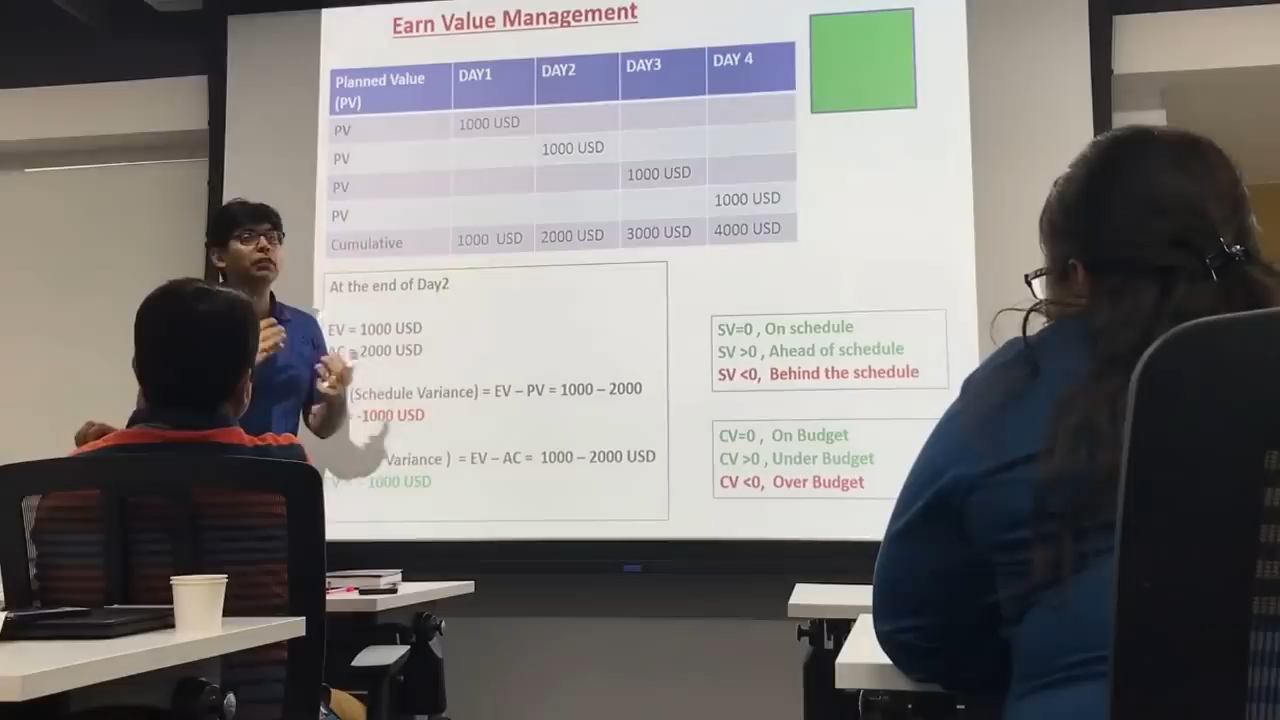 Earn Value Management
Planned Value (PV) DAY1 DAY2 DAY3 DAY 4
PV 1000 USD
PV 1000 USD
PV 1000 USD
PV 1000 USD
Cumulative 1000 USD 2000 USD 3000 USD 4000 USD
At the end of Day2
EV = 1000 USD
AC = 2000 USD
(Schedule Variance) = EV – PV = 1000 – 2000
-1000 USD
Variance ) = EV – AC = 1000 – 2000 USD
1000 USD
SV=0 , On schedule
SV >0 , Ahead of schedule
SV <0, Behind the schedule
CV=0 , On Budget
CV >0 , Under Budget
CV <0, Over Budget